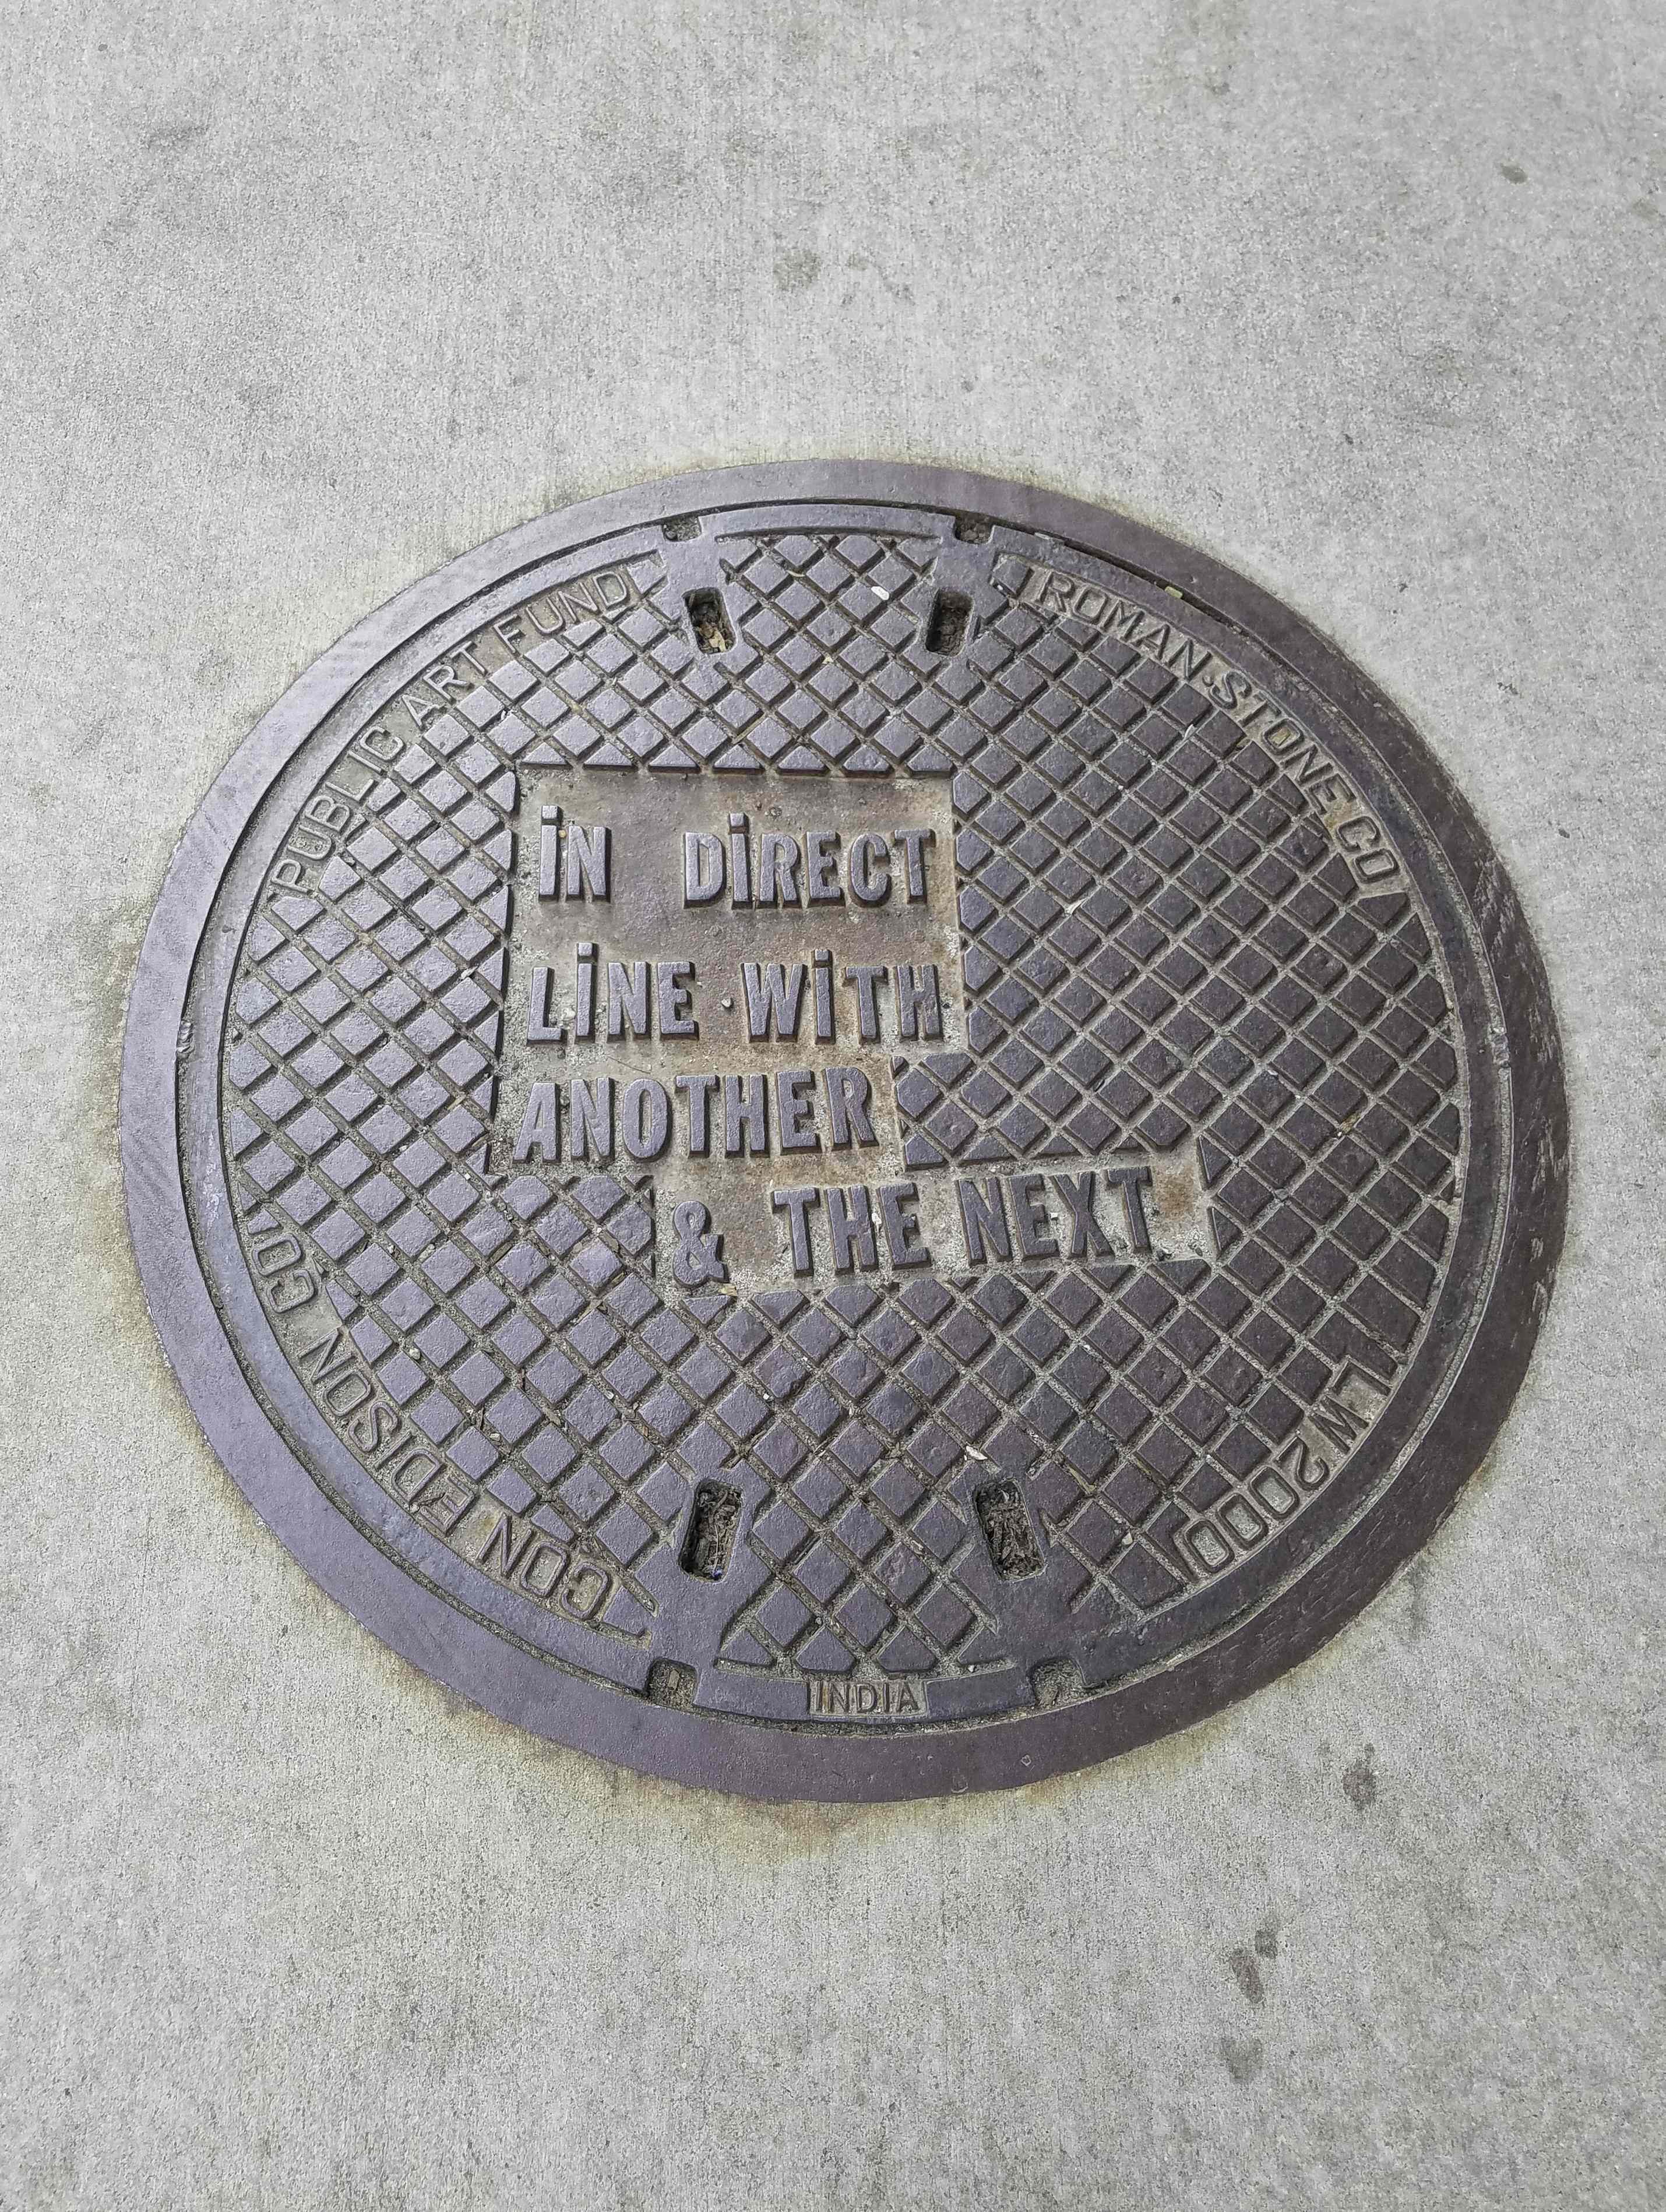 PUBLIC ART FUND
ROMAN STONE CO
iN DiRECT
LiNE WiTH
ANOTHER
& THE NEXT
CON EDISON CO.
LW 2000
INDIA